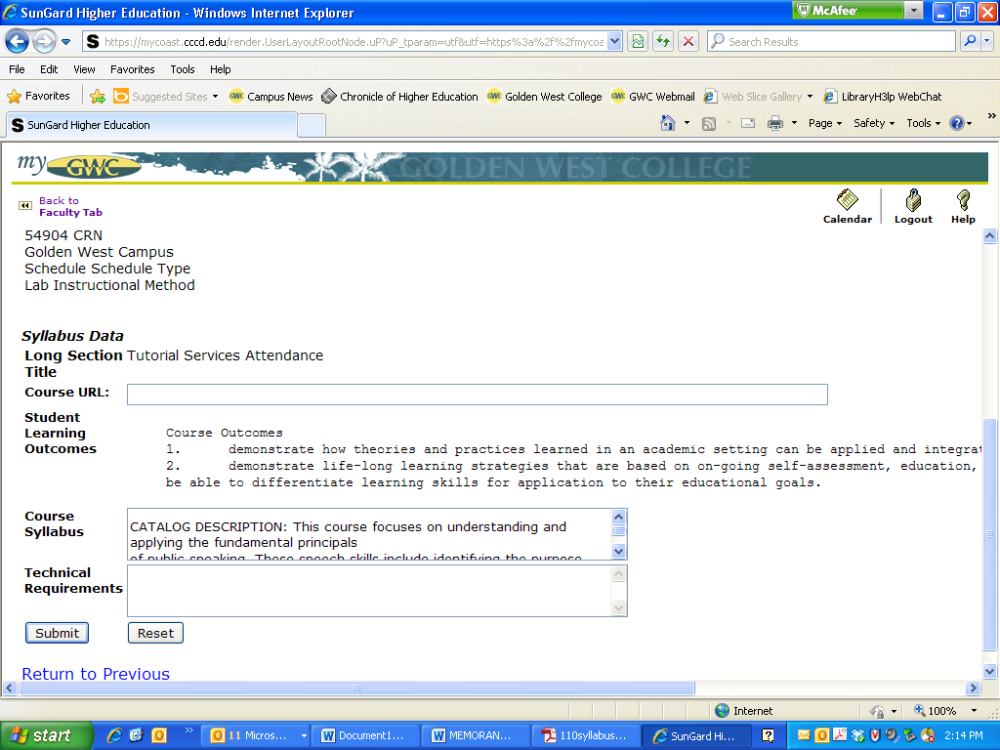 SunGard Higher Education - Windows Internet Explorer
McAfee
https://mycoast.cccd.edu/render.UserLayoutRootNode.uP?uP_tparam=utf&utf=https%3a%2f%2fmycoa
Search Results
File Edit View Favorites Tools Help
Favorites Suggested Sites Campus News Chronicle of Higher Education Golden West College GWC Webmail Web Slice Gallery LibraryH3lp WebChat
SunGard Higher Education
Page Safety Tools
my GWC GOLDEN WEST COLLEGE
Back to
Faculty Tab
Calendar Logout Help
54904 CRN
Golden West Campus
Schedule Schedule Type
Lab Instructional Method
Syllabus Data
Long Section Title Tutorial Services Attendance
Course URL:
Student
Learning
Outcomes
Course Outcomes
1. demonstrate how theories and practices learned in an academic setting can be applied and integrat
2. demonstrate life-long learning strategies that are based on on-going self-assessment, education,
be able to differentiate learning skills for application to their educational goals.
Course
Syllabus
CATALOG DESCRIPTION: This course focuses on understanding and
applying the fundamental principals
of public speaking. These speech skills include identifying the purpose
Technical
Requirements
Submit Reset
Return to Previous
Internet 100%
start 11 Micros... Document1... MEMORAN... 110syllabus... SunGard Hi... 2:14 PM